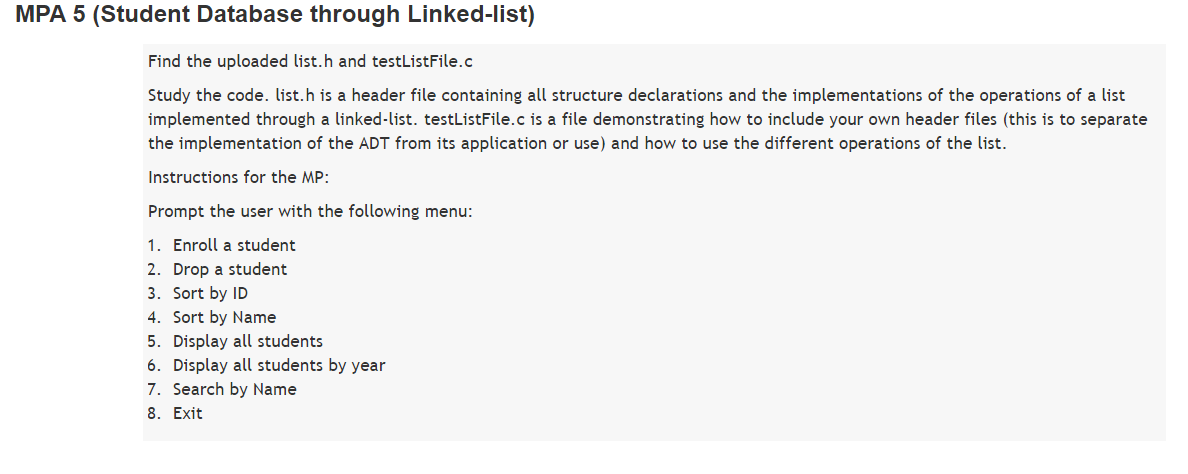 MPA 5 (Student Database through Linked-list)
Find the uploaded list.h and testListFile.c
Study the code. list.h is a header file containing all structure declarations and the implementations of the operations of a list
implemented through a linked-list. testListFile.c is a file demonstrating how to include your own header files (this is to separate
the implementation of the ADT from its application or use) and how to use the different operations of the list.
Instructions for the MP:
Prompt the user with the following menu:
1. Enroll a student
2. Drop a student
3. Sort by ID
4. Sort by Name
5. Display all students
6. Display all students by year
7. Search by Name
8. Exit